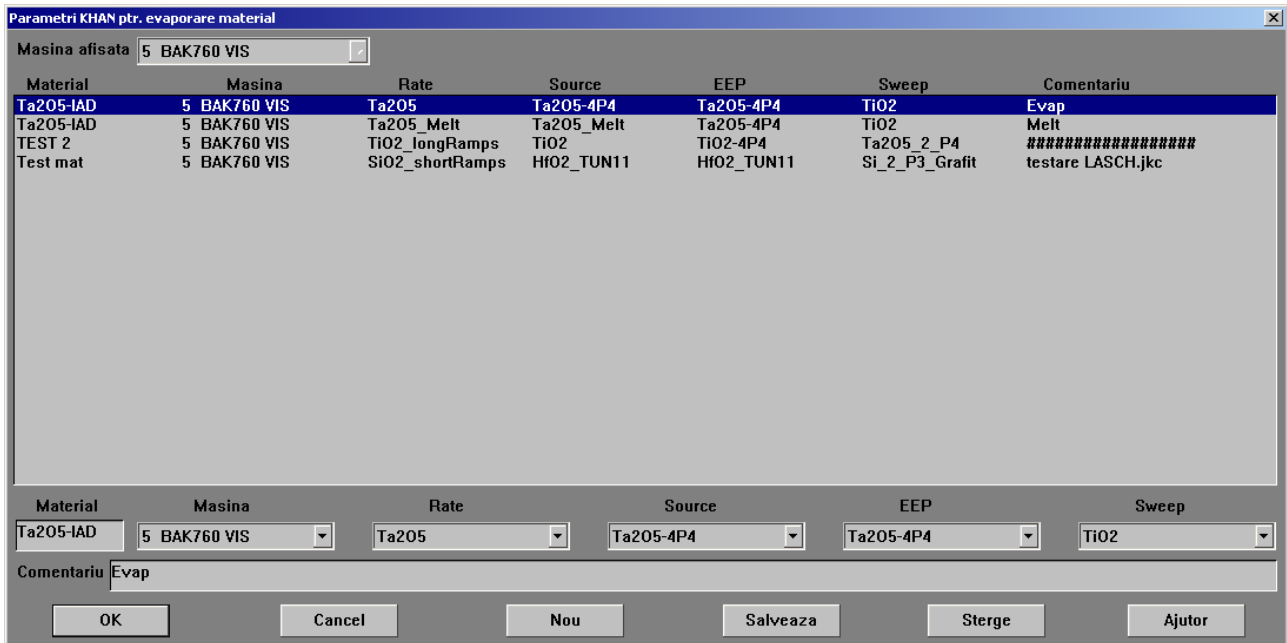 Parametri KHAN ptr. evaporare material
Masina afisata 5 BAK760 VIS
Material Masina Rate Source EEP Sweep Comentariu
Ta2O5-IAD 5 BAK760 VIS Ta2O5 Ta2O5-4P4 Ta2O5-4P4 TiO2 Evap
Ta2O5-IAD 5 BAK760 VIS Ta2O5_Melt Ta2O5_Melt Ta2O5-4P4 TiO2 Melt
TEST 2 5 BAK760 VIS TiO2_longRamps TiO2 TiO2-4P4 Ta2O5_2_P4 ##################
Test mat 5 BAK760 VIS SiO2_shortRamps HfO2_TUN11 HfO2_TUN11 Si_2_P3_Grafit testare LASCH.jkc
Material Masina Rate Source EEP Sweep
Ta2O5-IAD 5 BAK760 VIS Ta2O5 Ta2O5-4P4 Ta2O5-4P4 TiO2
Comentariu Evap
OK Cancel Nou Salveaza Sterge Ajutor